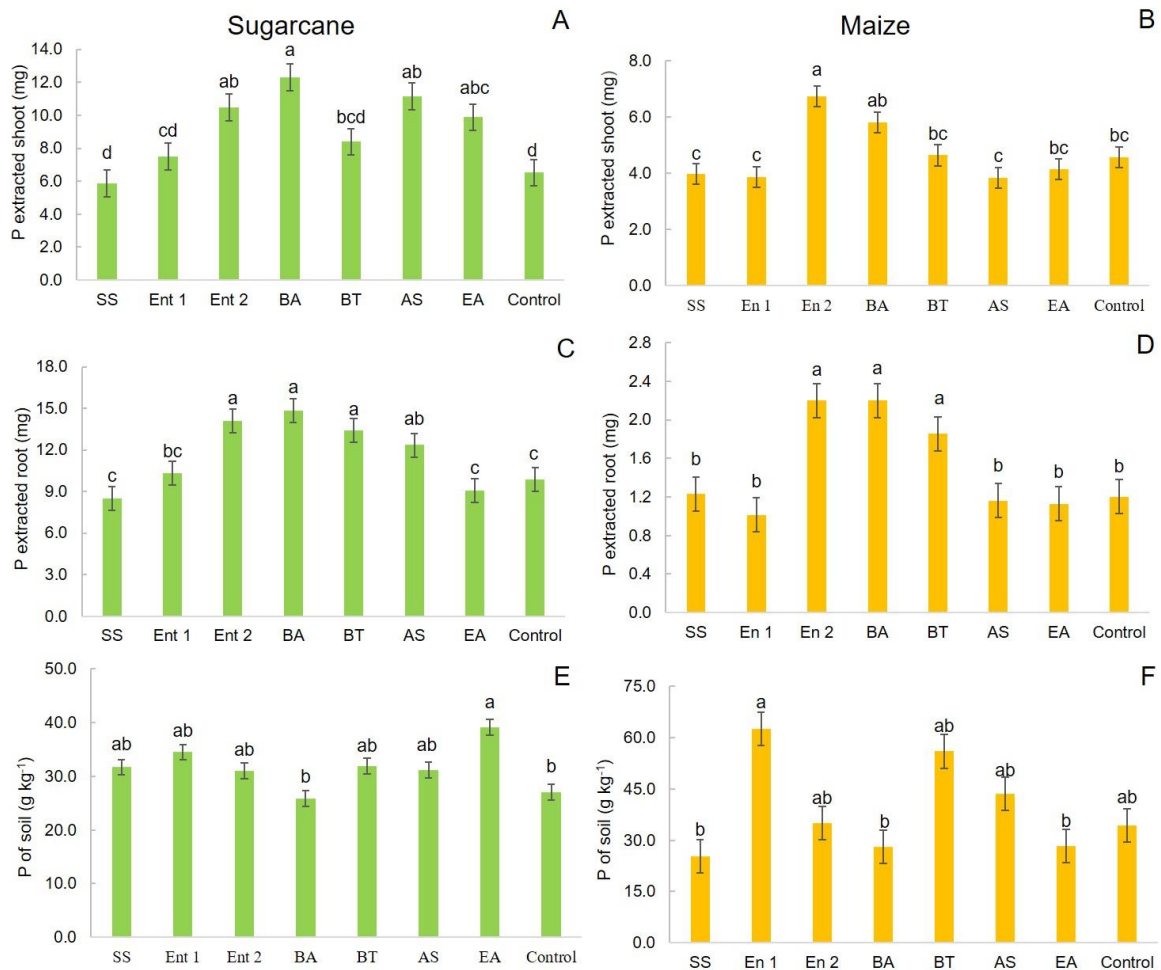 Sugarcane
A
P extracted shoot (mg)
14.0
12.0
10.0
8.0
6.0
4.0
2.0
0.0
d
cd
ab
a
bcd
ab
abc
d
SS Ent 1 Ent 2 BA BT AS EA Control
Maize
B
P extracted shoot (mg)
8.0
6.0
4.0
2.0
0.0
c
c
a
ab
bc
c
bc
bc
SS En 1 En 2 BA BT AS EA Control
C
P extracted root (mg)
18.0
15.0
12.0
9.0
6.0
3.0
0.0
c
bc
a
a
a
ab
c
c
SS Ent 1 Ent 2 BA BT AS EA Control
D
P extracted root (mg)
2.8
2.4
2.0
1.6
1.2
0.8
0.4
0.0
b
b
a
a
a
b
b
b
SS En 1 En 2 BA BT AS EA Control
E
P of soil (g kg⁻¹)
50.0
40.0
30.0
20.0
10.0
0.0
ab
ab
ab
b
ab
ab
a
b
SS Ent 1 Ent 2 BA BT AS EA Control
F
P of soil (g kg⁻¹)
75.0
60.0
45.0
30.0
15.0
0.0
b
a
ab
b
ab
ab
b
ab
SS En 1 En 2 BA BT AS EA Control